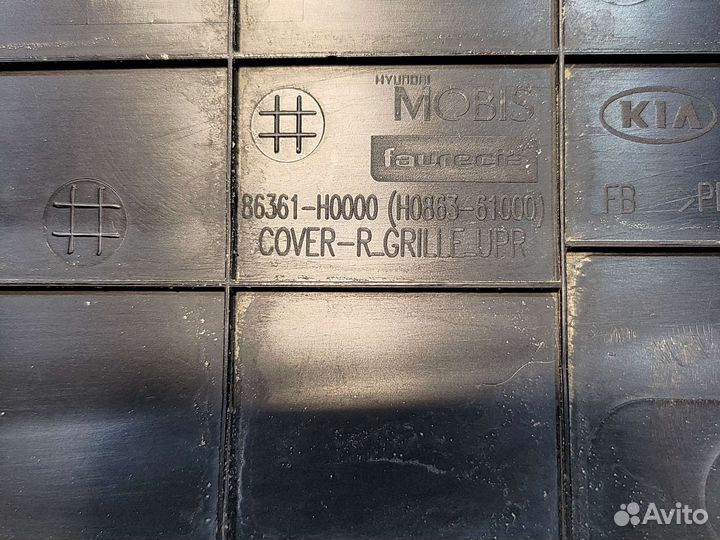 HYUNDAI
MOBIS
faurecia
KIA
86361-H0000 (H0863-61000)
COVER-R_GRILLE_UPR
FB
Avito